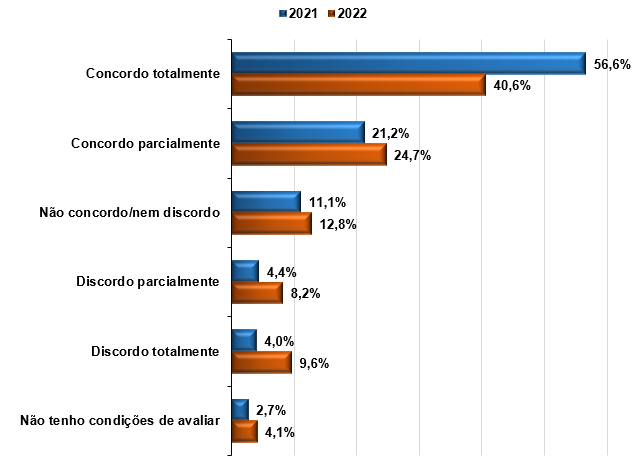 2021 2022
Concordo totalmente
56,6%
40,6%
Concordo parcialmente
21,2%
24,7%
Não concordo/nem discordo
11,1%
12,8%
Discordo parcialmente
4,4%
8,2%
Discordo totalmente
4,0%
9,6%
Não tenho condições de avaliar
2,7%
4,1%